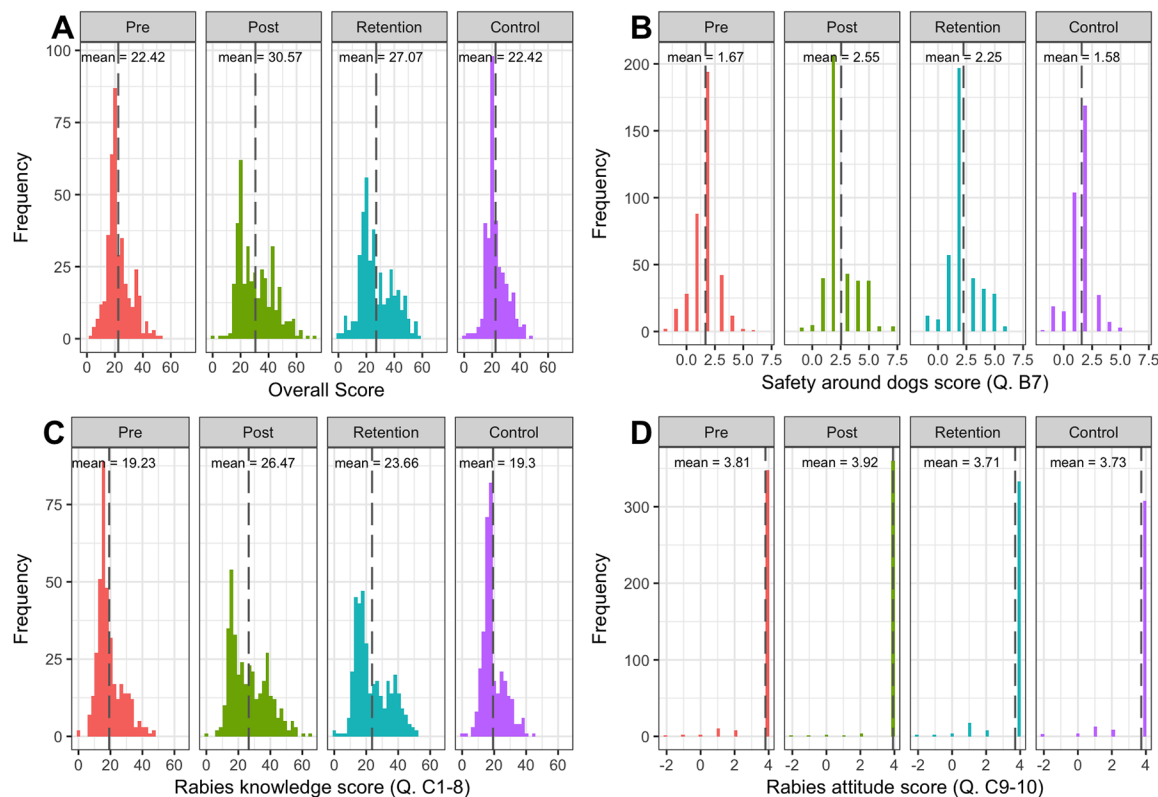 A
Pre Post Retention Control
mean = 22.42 mean = 30.57 mean = 27.07 mean = 22.42
100
75
50
25
0
Frequency
0 20 40 60 0 20 40 60 0 20 40 60 0 20 40 60
Overall Score
B
Pre Post Retention Control
mean = 1.67 mean = 2.55 mean = 2.25 mean = 1.58
200
150
100
50
0
Frequency
0.0 2.5 5.0 7.5 0.0 2.5 5.0 7.5 0.0 2.5 5.0 7.5 0.0 2.5 5.0 7.5
Safety around dogs score (Q. B7)
C
Pre Post Retention Control
mean = 19.23 mean = 26.47 mean = 23.66 mean = 19.3
75
50
25
0
Frequency
0 20 40 60 0 20 40 60 0 20 40 60 0 20 40 60
Rabies knowledge score (Q. C1-8)
D
Pre Post Retention Control
mean = 3.81 mean = 3.92 mean = 3.71 mean = 3.73
300
200
100
0
Frequency
-2 0 2 4 -2 0 2 4 -2 0 2 4 -2 0 2 4
Rabies attitude score (Q. C9-10)